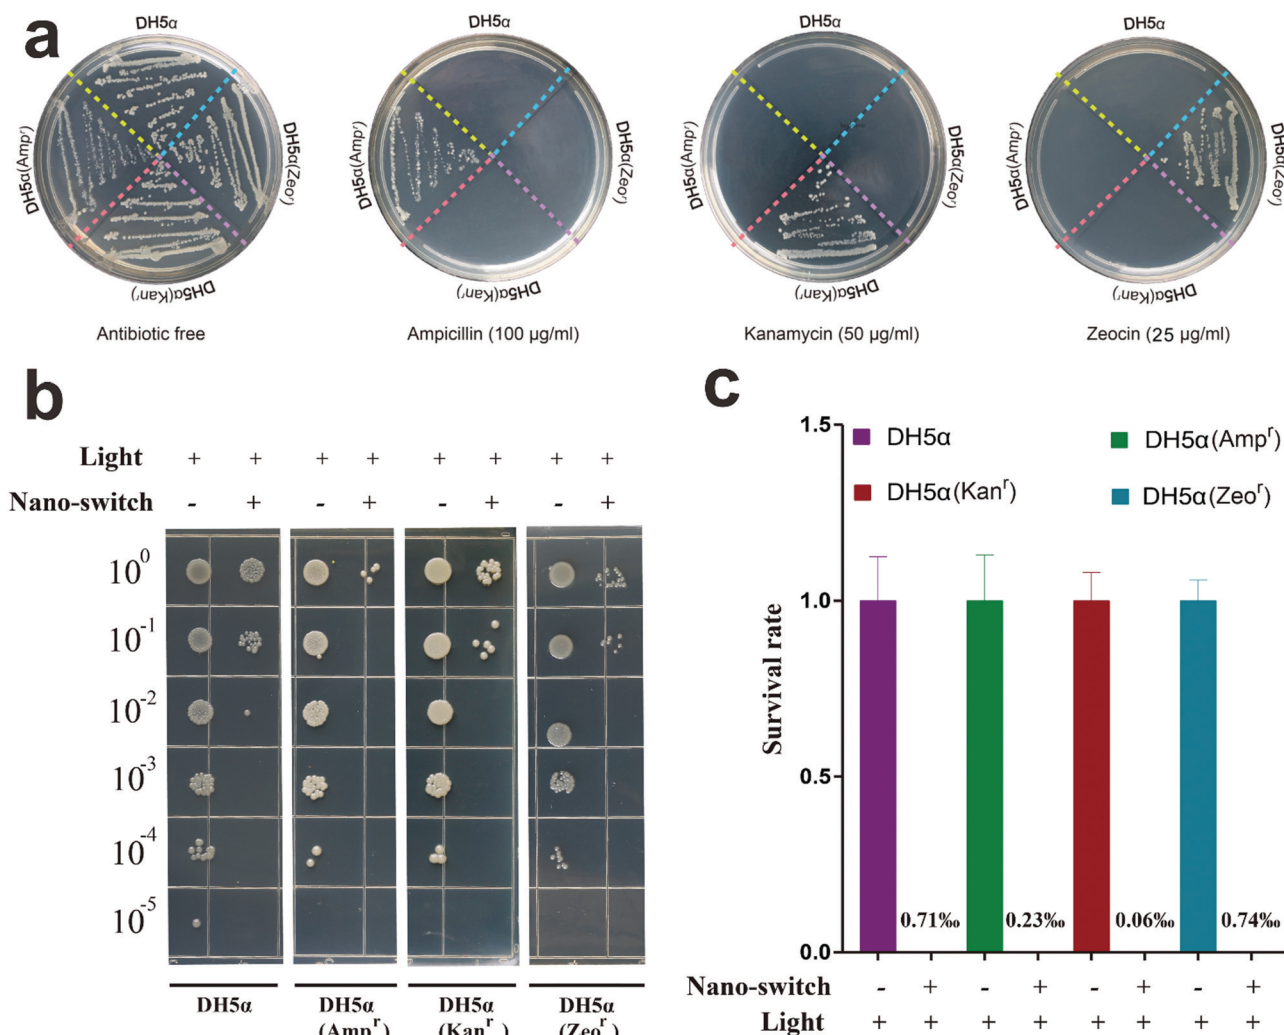 a
DH5α
DH5α(Ampʳ)
DH5α(Zeoʳ)
DH5α(Kanʳ)
Antibiotic free
DH5α
DH5α(Ampʳ)
DH5α(Zeoʳ)
DH5α(Kanʳ)
Ampicillin (100 μg/ml)
DH5α
DH5α(Ampʳ)
DH5α(Zeoʳ)
DH5α(Kanʳ)
Kanamycin (50 μg/ml)
DH5α
DH5α(Ampʳ)
DH5α(Zeoʳ)
DH5α(Kanʳ)
Zeocin (25 μg/ml)
b
Light + + + + + + + +
Nano-switch - + - + - + - +
10⁰
10⁻¹
10⁻²
10⁻³
10⁻⁴
10⁻⁵
DH5α DH5α DH5α DH5α
(Ampʳ) (Kanʳ) (Zeoʳ)
c
1.5
1.0
0.5
0.0
Survival rate
DH5α DH5α(Ampʳ)
DH5α(Kanʳ) DH5α(Zeoʳ)
0.71‰ 0.23‰ 0.06‰ 0.74‰
Nano-switch - + - + - + - +
Light + + + + + + + +